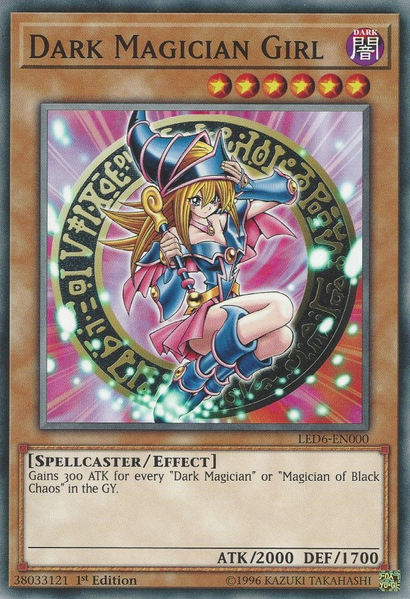 DARK MAGICIAN GIRL
DARK
闇
LED6-EN000
[SPELLCASTER/EFFECT]
Gains 300 ATK for every "Dark Magician" or "Magician of Black
Chaos" in the GY.
ATK/2000 DEF/1700
38033121 1st Edition
©1996 KAZUKI TAKAHASHI